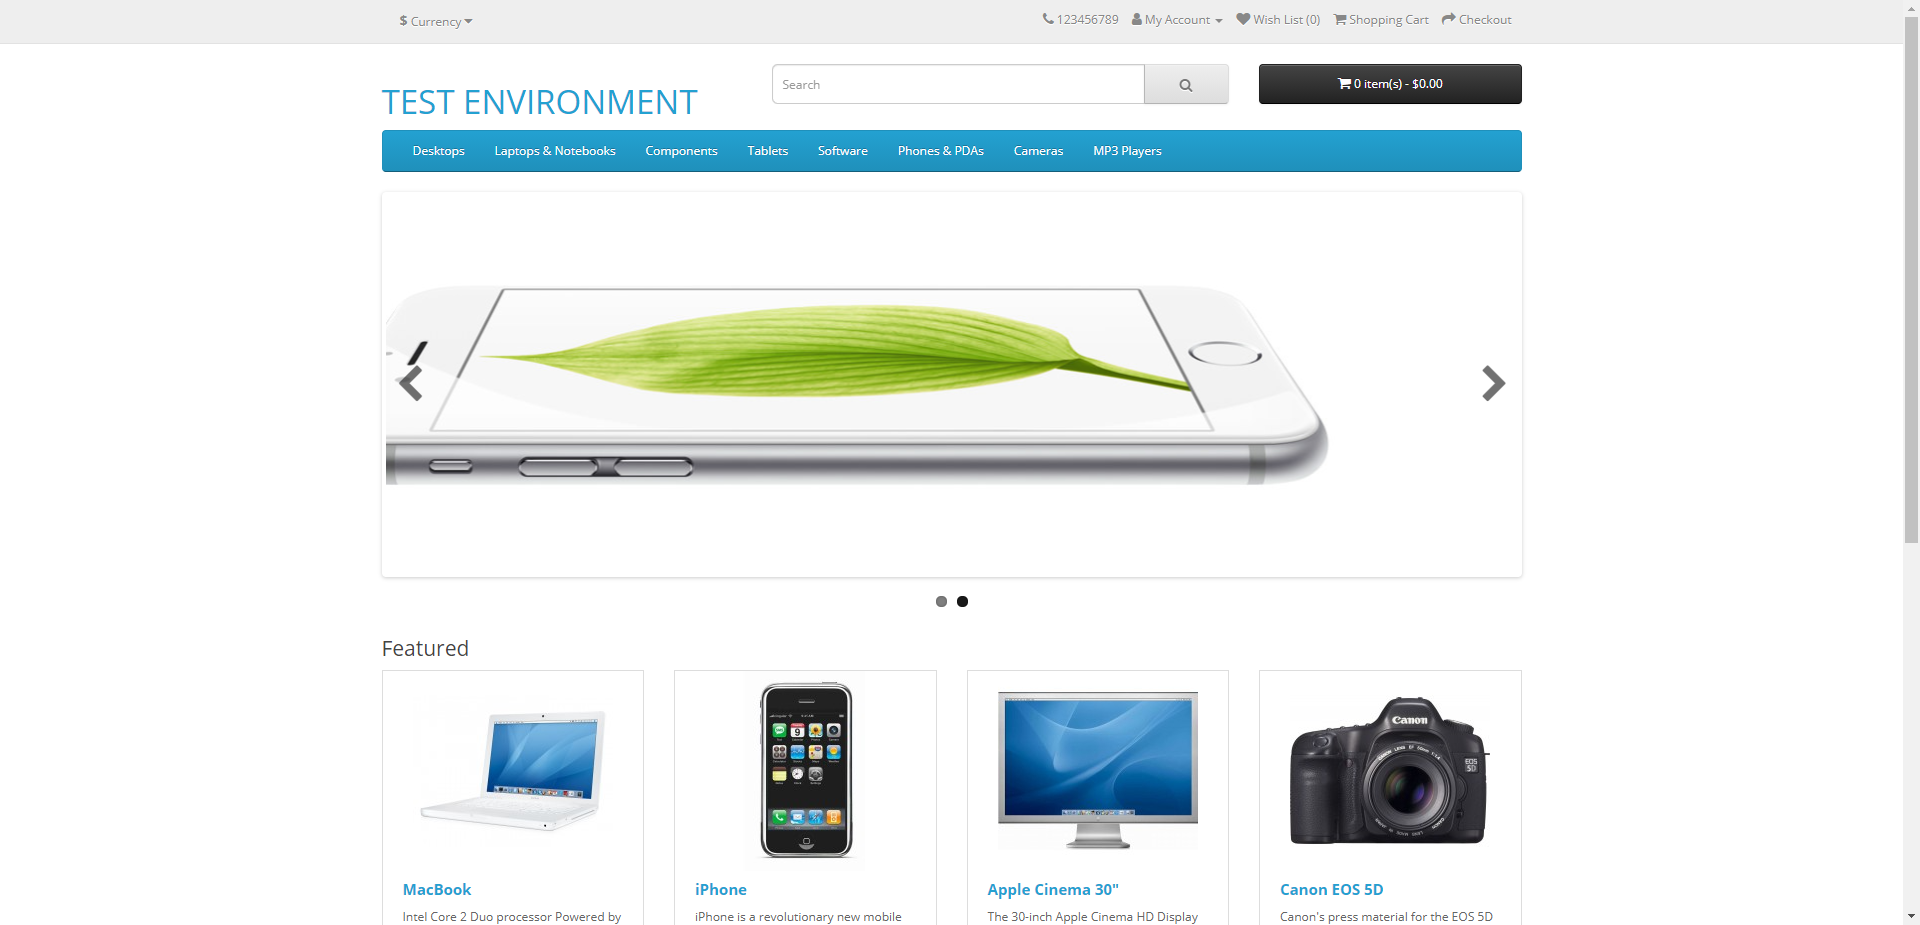 $ Currency
123456789 My Account Wish List (0) Shopping Cart Checkout
TEST ENVIRONMENT
Search
0 item(s) - $0.00
Desktops Laptops & Notebooks Components Tablets Software Phones & PDAs Cameras MP3 Players
Featured
Canon
EOS
5D
MacBook
Intel Core 2 Duo processor Powered by
iPhone
iPhone is a revolutionary new mobile
Apple Cinema 30"
The 30-inch Apple Cinema HD Display
Canon EOS 5D
Canon's press material for the EOS 5D